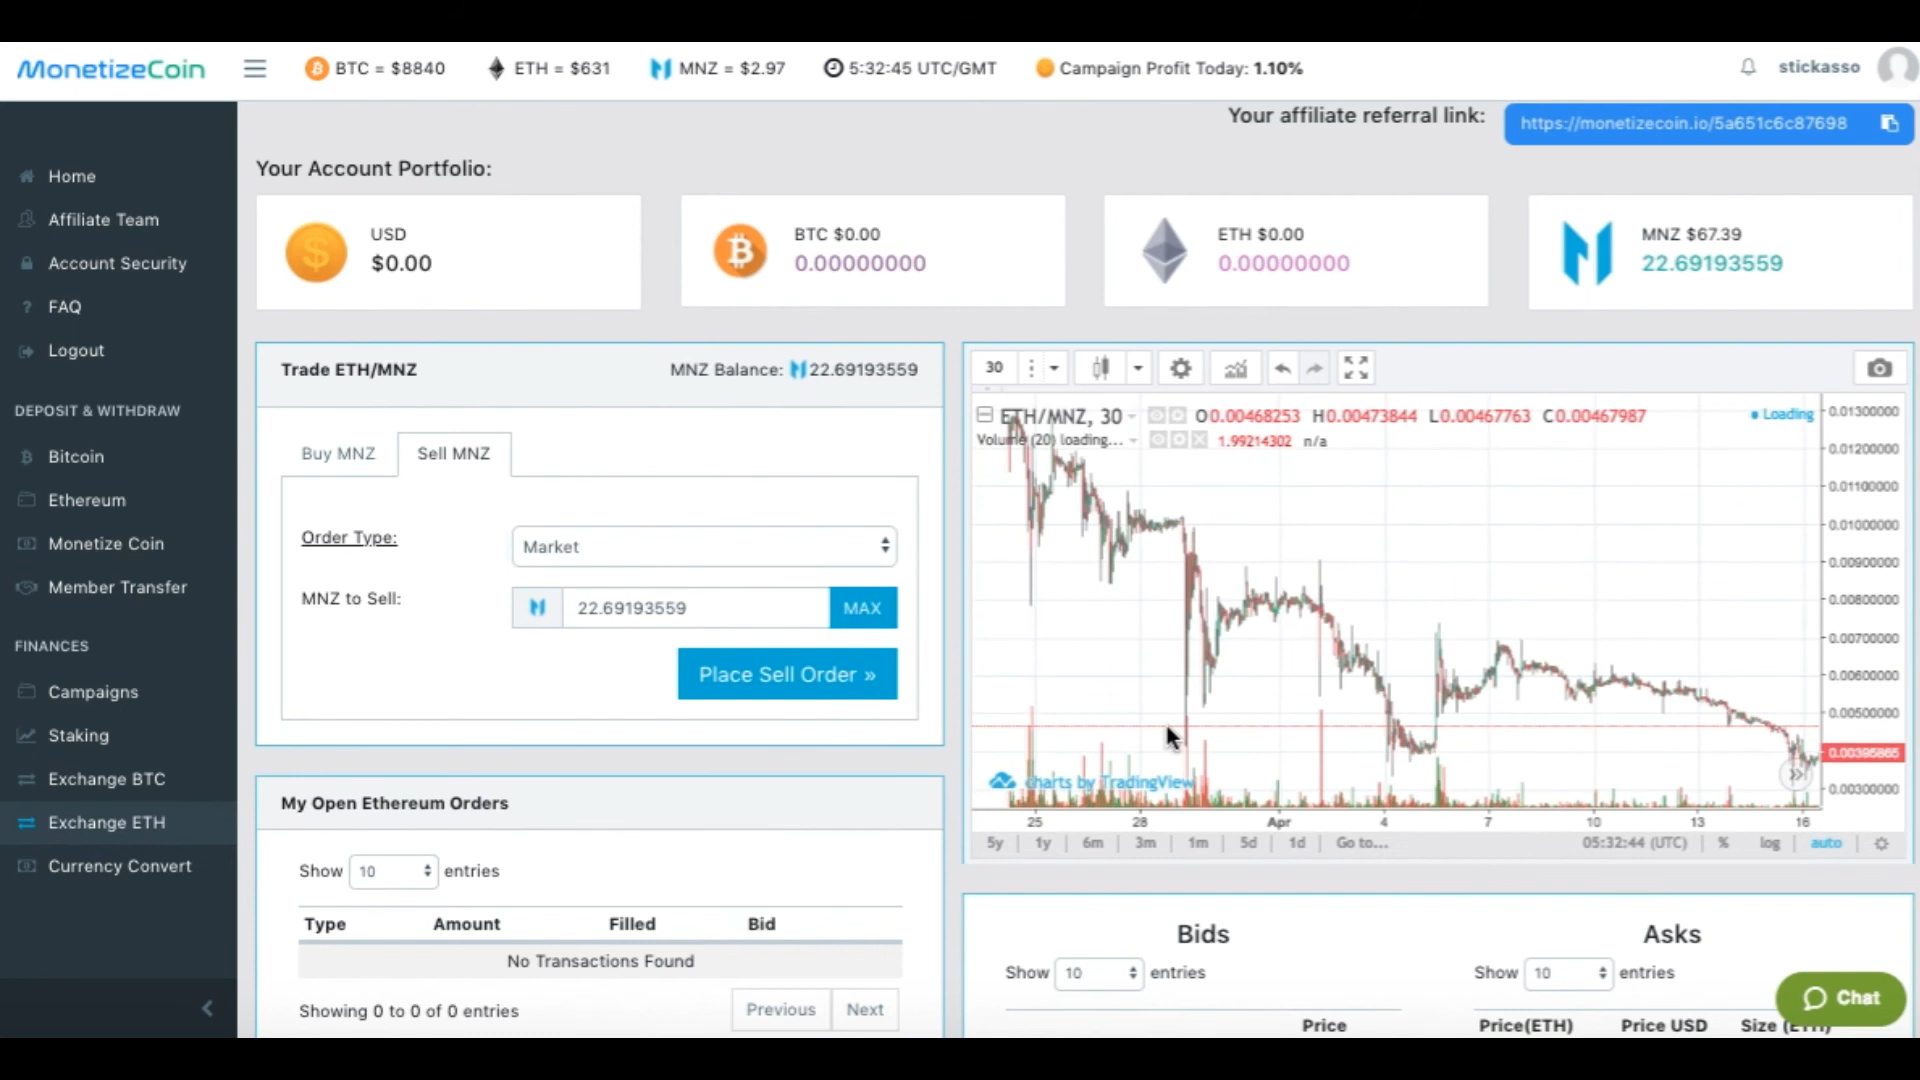 MonetizeCoin
BTC = $8840
ETH = $631
MNZ = $2.97
5:32:45 UTC/GMT
Campaign Profit Today: 1.10%
stickasso
Your affiliate referral link:
https://monetizecoin.io/5a651c6c87698
Home
Affiliate Team
Account Security
FAQ
Logout
DEPOSIT & WITHDRAW
Bitcoin
Ethereum
Monetize Coin
Member Transfer
FINANCES
Campaigns
Staking
Exchange BTC
Exchange ETH
Currency Convert
Your Account Portfolio:
USD
$0.00
BTC $0.00
0.00000000
ETH $0.00
0.00000000
MNZ $67.39
22.69193559
Trade ETH/MNZ
MNZ Balance: 22.69193559
Buy MNZ
Sell MNZ
Order Type:
Market
MNZ to Sell:
22.69193559
MAX
Place Sell Order »
My Open Ethereum Orders
Show 10 entries
Type Amount Filled Bid
No Transactions Found
Showing 0 to 0 of 0 entries
Previous Next
30
ETH/MNZ, 30
O0.00468253 H0.00473844 L0.00467763 C0.00467987
Loading
Volume (20) loading...
1.99214302 n/a
0.01300000
0.01200000
0.01100000
0.01000000
0.00900000
0.00800000
0.00700000
0.00600000
0.00500000
0.00395865
0.00300000
charts by TradingView
25 28 Apr 4 7 10 13 16
5y 1y 6m 3m 1m 5d 1d Go to...
05:32:44 (UTC) % log auto
Bids
Show 10 entries
Price
Asks
Show 10 entries
Price(ETH) Price USD Size (ETH)
Chat